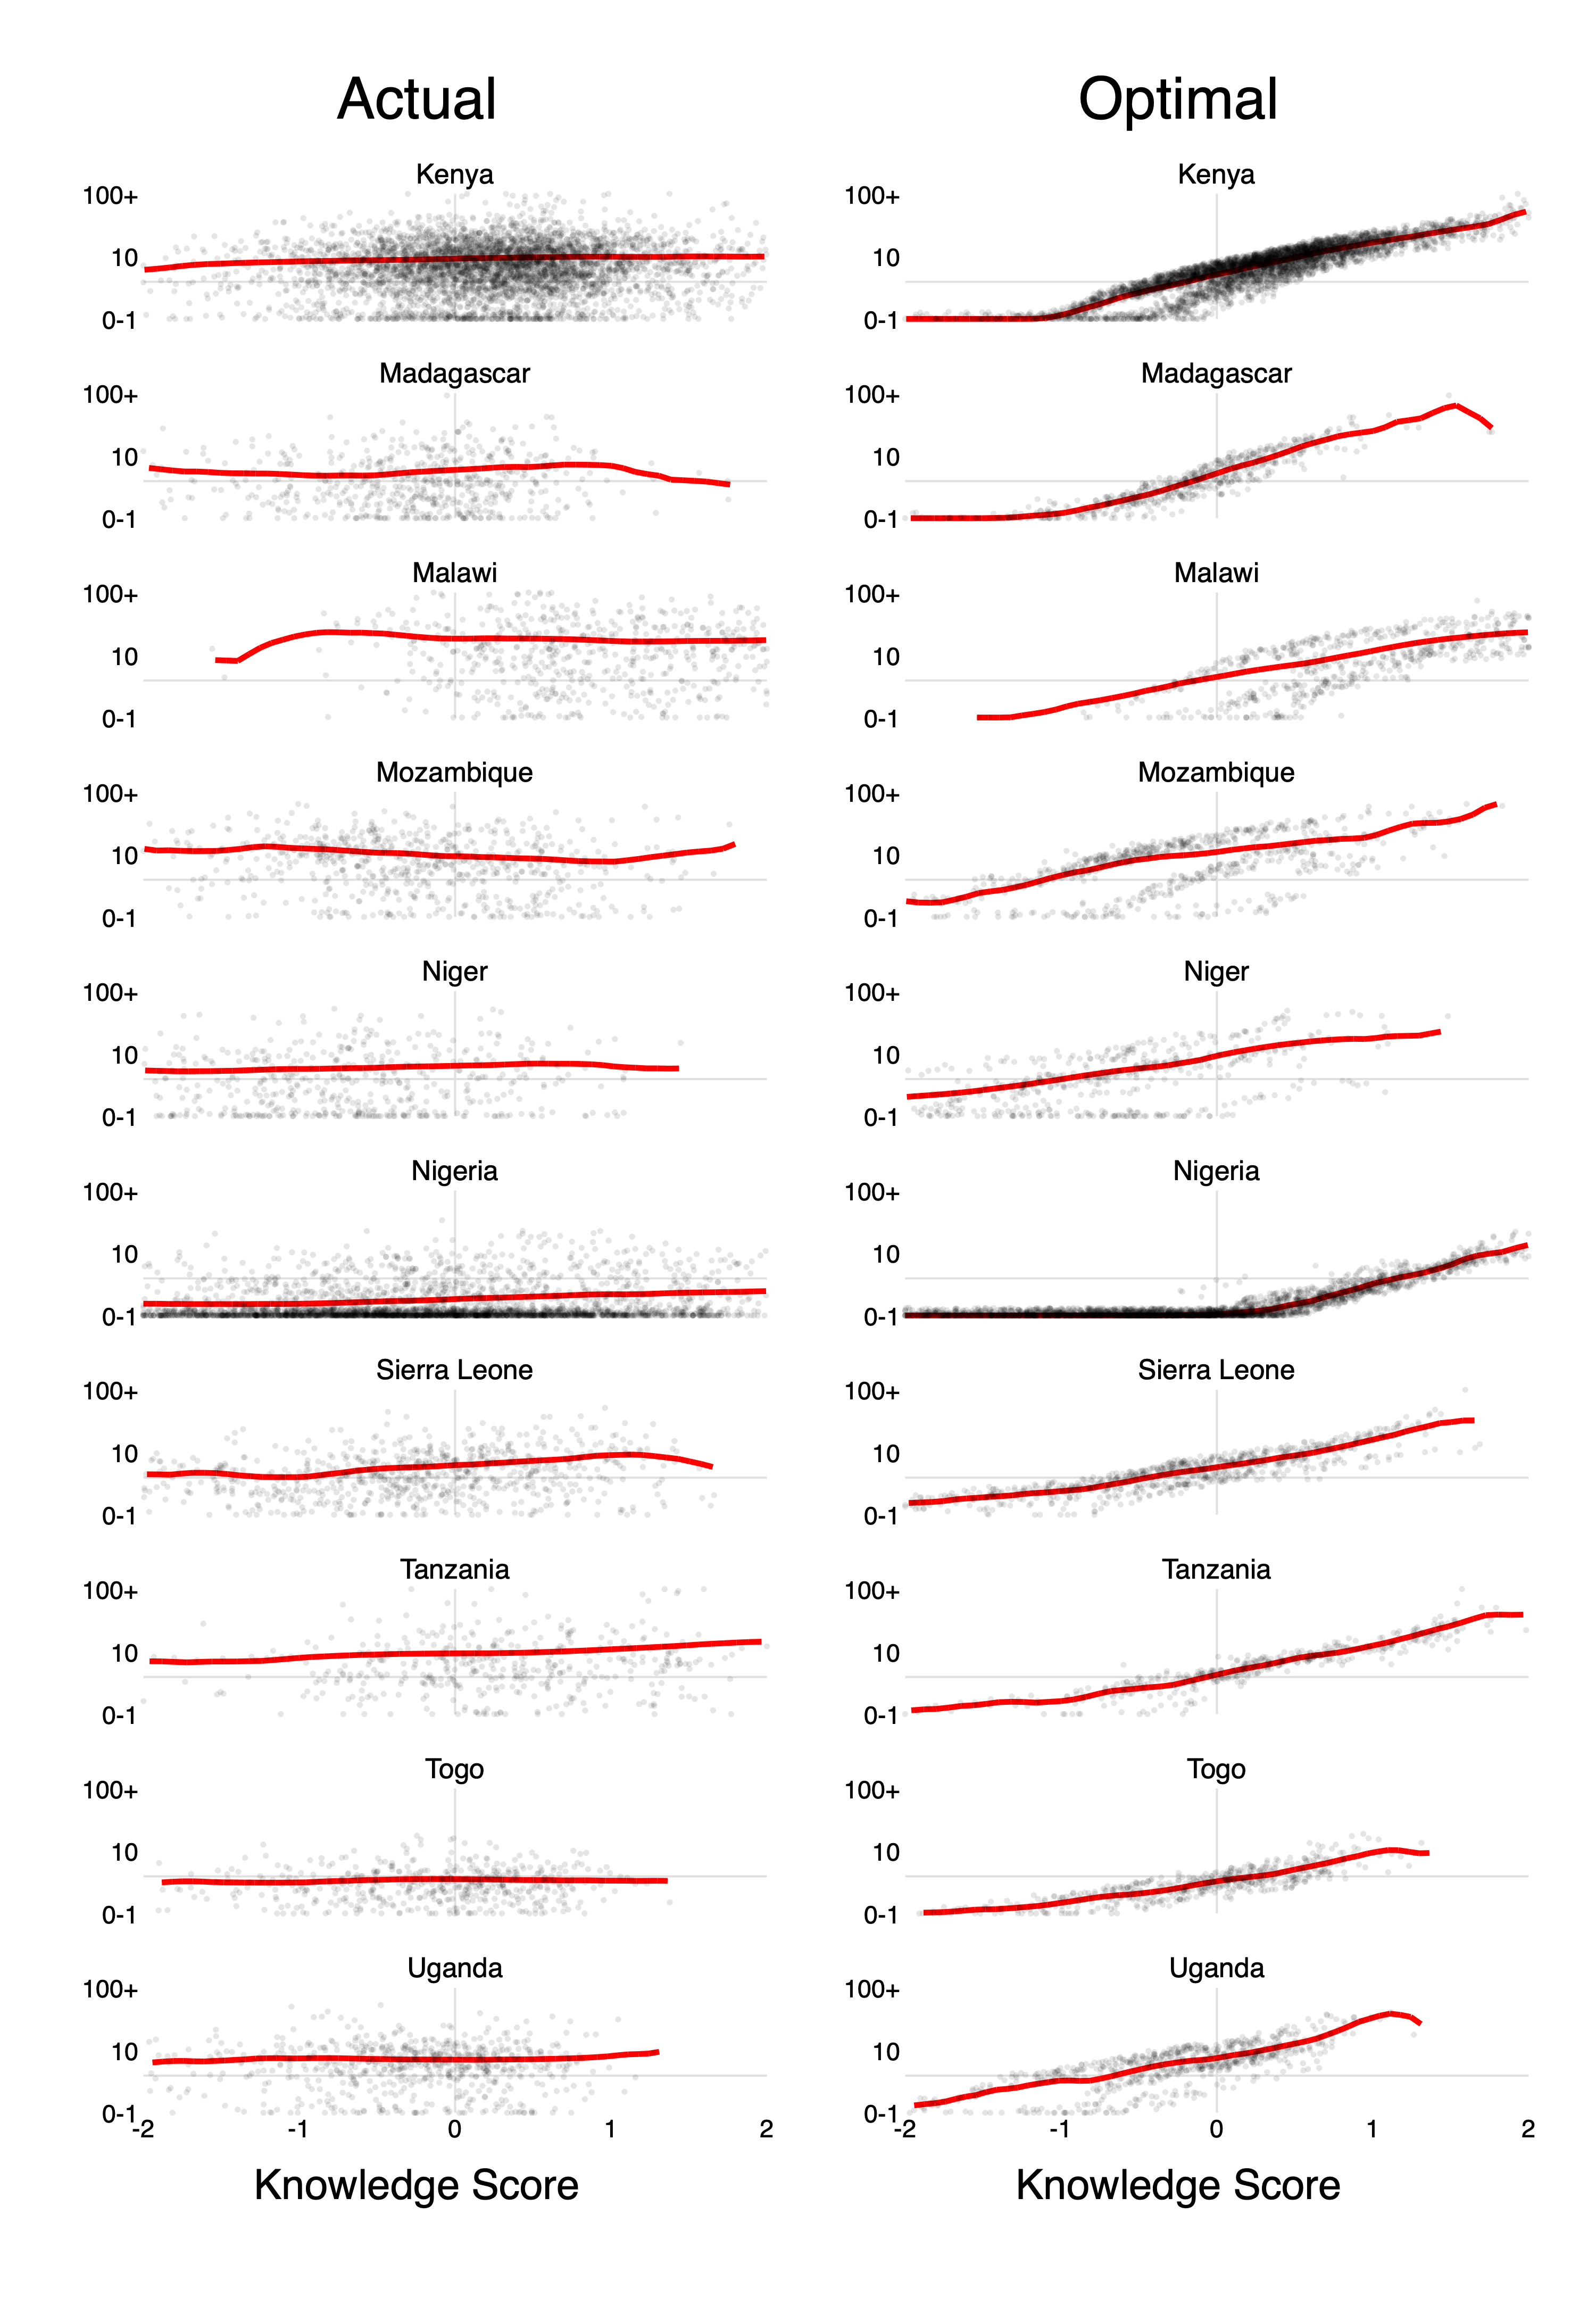 Actual Optimal
Kenya Kenya
100+ 100+
10 10
0-1 0-1
Madagascar Madagascar
100+ 100+
10 10
0-1 0-1
Malawi Malawi
100+ 100+
10 10
0-1 0-1
Mozambique Mozambique
100+ 100+
10 10
0-1 0-1
Niger Niger
100+ 100+
10 10
0-1 0-1
Nigeria Nigeria
100+ 100+
10 10
0-1 0-1
Sierra Leone Sierra Leone
100+ 100+
10 10
0-1 0-1
Tanzania Tanzania
100+ 100+
10 10
0-1 0-1
Togo Togo
100+ 100+
10 10
0-1 0-1
Uganda Uganda
100+ 100+
10 10
0-1 0-1
-2 -1 0 1 2 -2 -1 0 1 2
Knowledge Score Knowledge Score